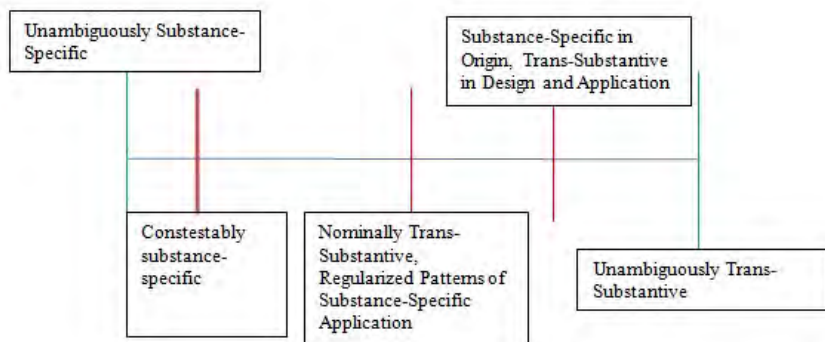 Unambiguously Substance-
Specific
Substance-Specific in
Origin, Trans-Substantive
in Design and Application
Constestably
substance-
specific
Nominally Trans-
Substantive,
Regularized Patterns of
Substance-Specific
Application
Unambiguously Trans-
Substantive